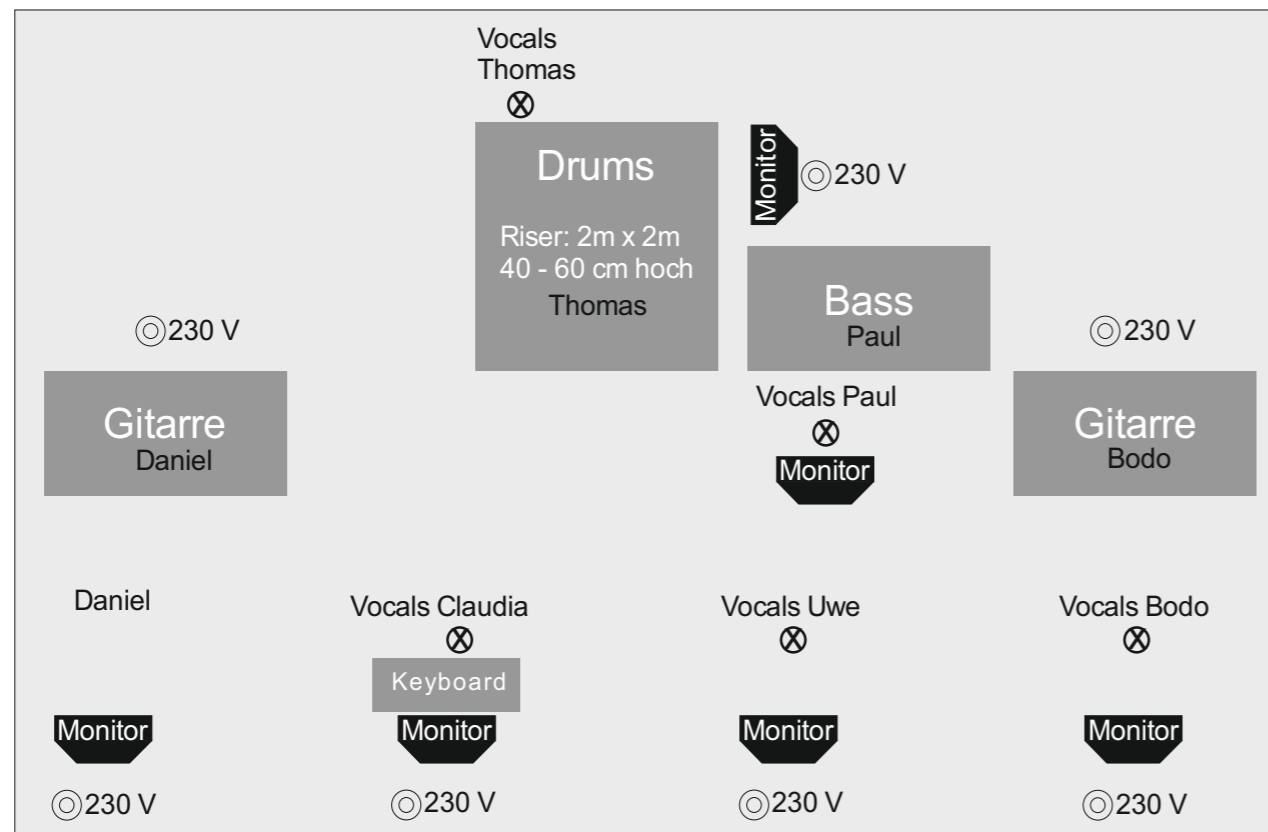 Vocals
Thomas
Drums
Riser: 2m x 2m
40 - 60 cm hoch
Thomas
Monitor
230 V
Bass
Paul
230 V
230 V
Gitarre
Daniel
Vocals Paul
Monitor
Gitarre
Bodo
Daniel
Vocals Claudia
Vocals Uwe
Vocals Bodo
Keyboard
Monitor
Monitor
Monitor
Monitor
230 V
230 V
230 V
230 V